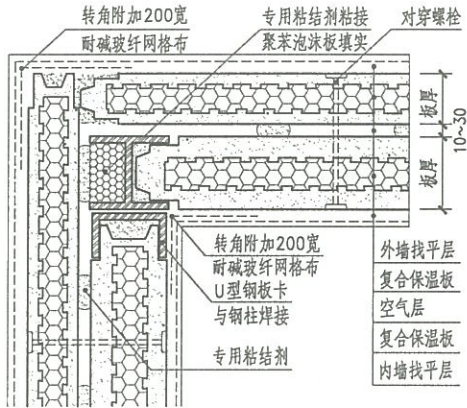 转角附加200宽
耐碱玻纤网格布
专用粘结剂粘接
聚苯泡沫板填实
对穿螺栓
板厚
10~30
板厚
转角附加200宽
耐碱玻纤网格布
U型钢板卡
与钢柱焊接
专用粘结剂
外墙找平层
复合保温板
空气层
复合保温板
内墙找平层